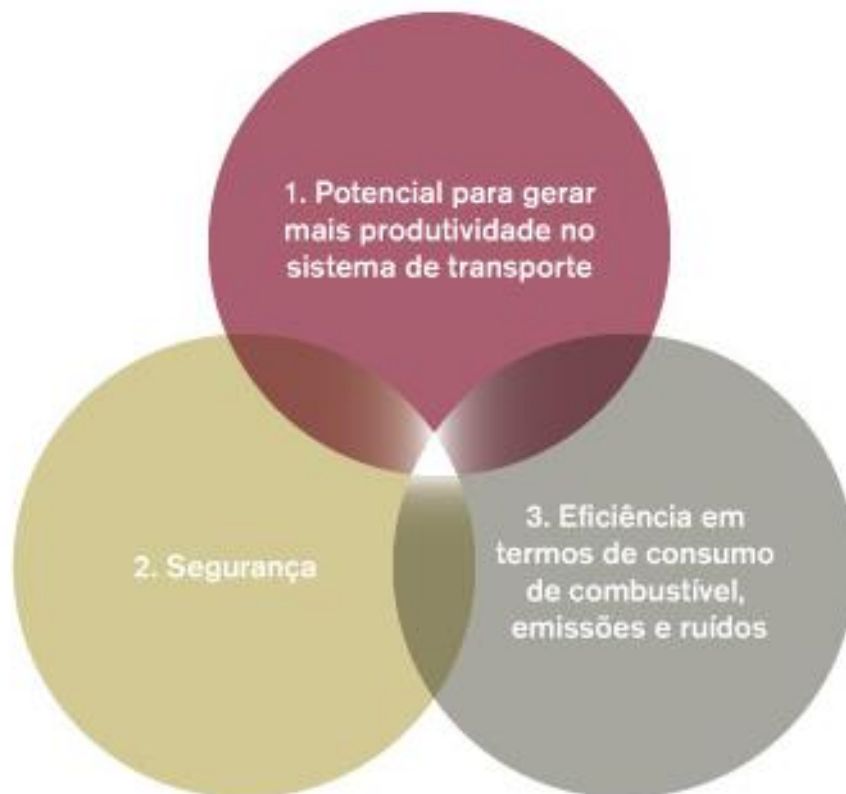 1. Potencial para gerar
mais produtividade no
sistema de transporte
2. Segurança
3. Eficiência em
termos de consumo
de combustível,
emissões e ruídos